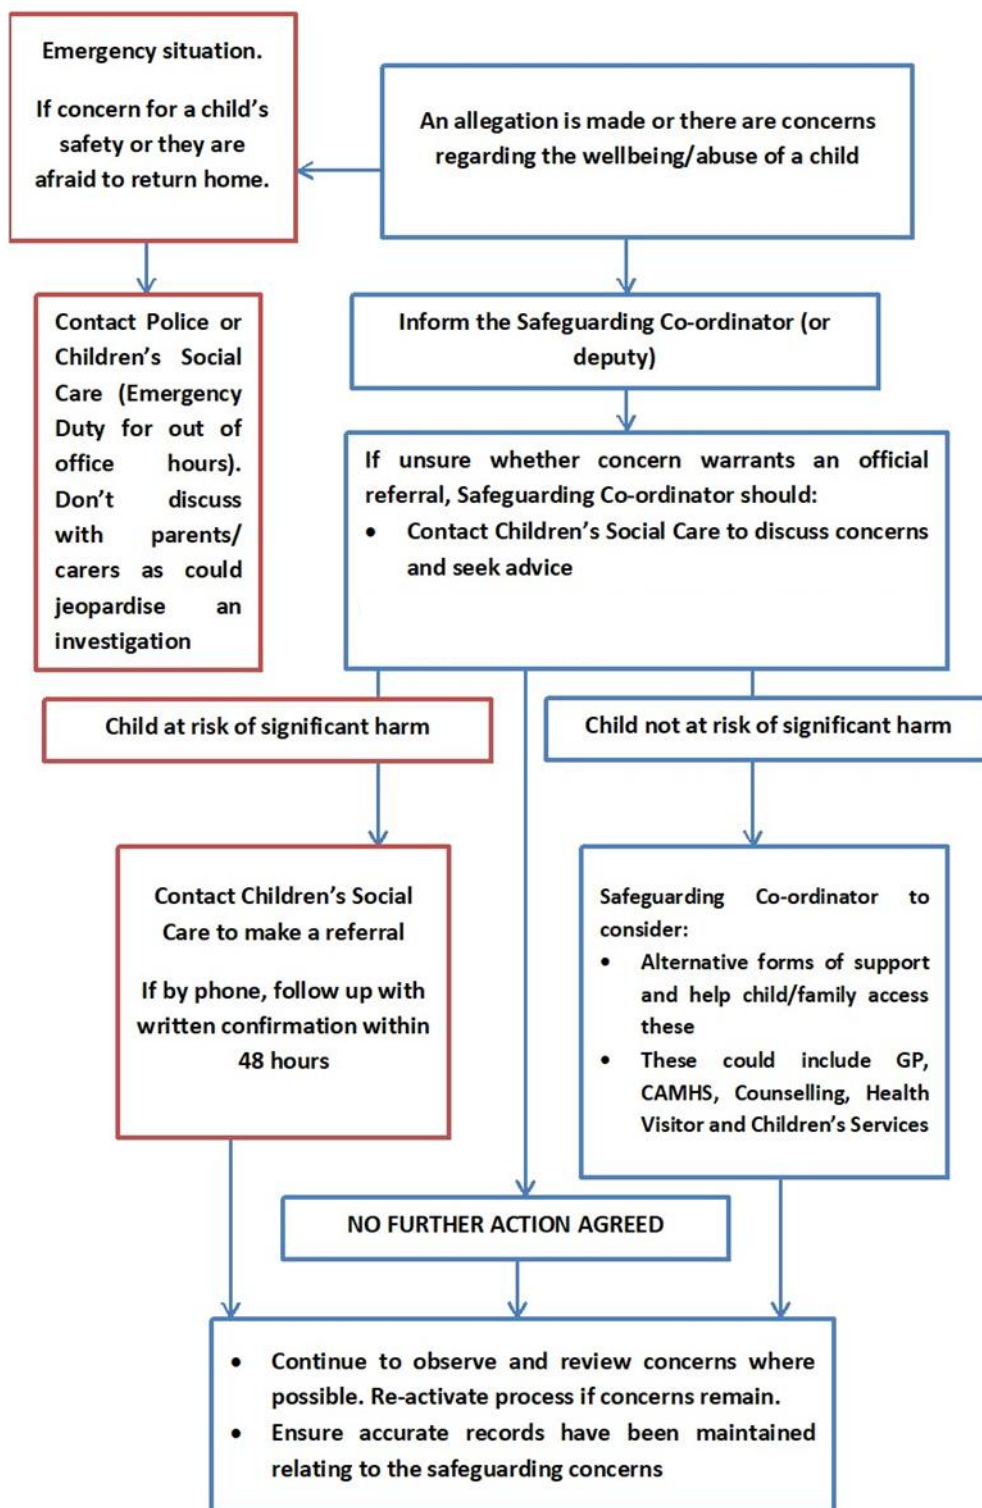 Emergency situation.
If concern for a child's
safety or they are
afraid to return home.
An allegation is made or there are concerns
regarding the wellbeing/abuse of a child
Contact Police or
Children's Social
Care (Emergency
Duty for out of
office hours).
Don't discuss
with parents/
carers as could
jeopardise an
investigation
Inform the Safeguarding Co-ordinator (or
deputy)
If unsure whether concern warrants an official
referral, Safeguarding Co-ordinator should:
• Contact Children's Social Care to discuss concerns
and seek advice
Child at risk of significant harm
Child not at risk of significant harm
Contact Children's Social
Care to make a referral
If by phone, follow up with
written confirmation within
48 hours
Safeguarding Co-ordinator to
consider:
• Alternative forms of support
and help child/family access
these
• These could include GP,
CAMHS, Counselling, Health
Visitor and Children's Services
NO FURTHER ACTION AGREED
• Continue to observe and review concerns where
possible. Re-activate process if concerns remain.
• Ensure accurate records have been maintained
relating to the safeguarding concerns